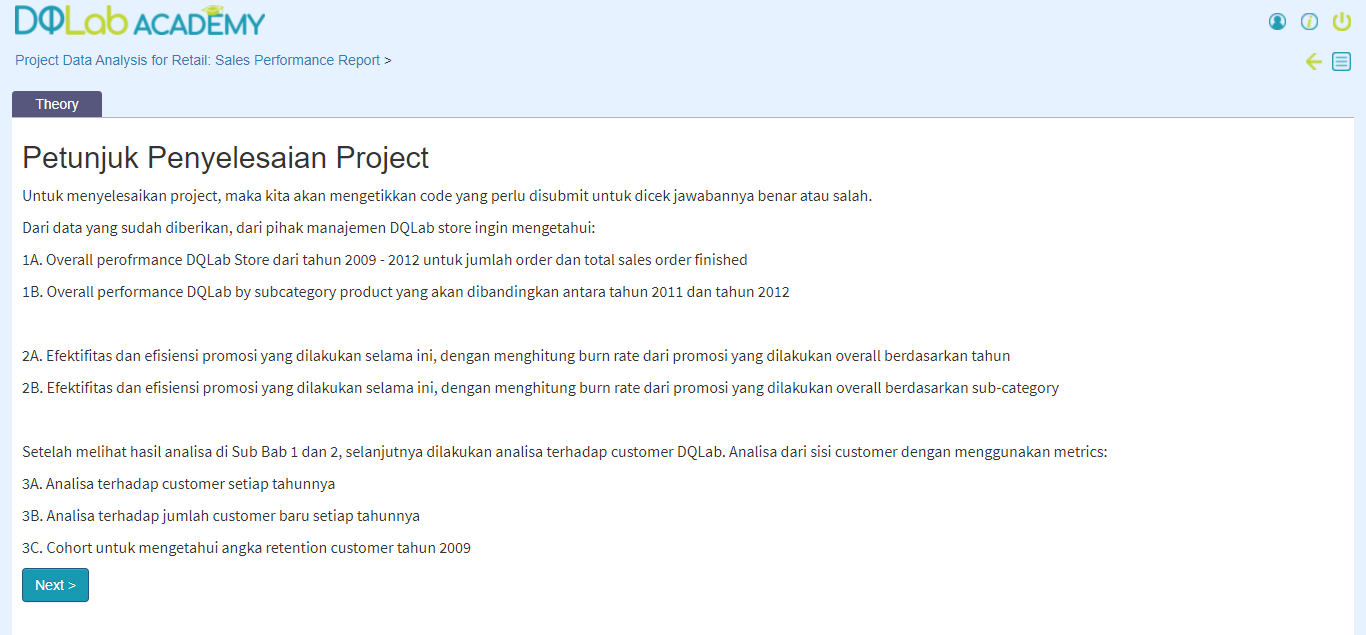 DQLab ACADEMY
Project Data Analysis for Retail: Sales Performance Report >
Theory
Petunjuk Penyelesaian Project
Untuk menyelesaikan project, maka kita akan mengetikkan code yang perlu disubmit untuk dicek jawabannya benar atau salah.
Dari data yang sudah diberikan, dari pihak manajemen DQLab store ingin mengetahui:
1A. Overall perofrmance DQLab Store dari tahun 2009 - 2012 untuk jumlah order dan total sales order finished
1B. Overall performance DQLab by subcategory product yang akan dibandingkan antara tahun 2011 dan tahun 2012
2A. Efektifitas dan efisiensi promosi yang dilakukan selama ini, dengan menghitung burn rate dari promosi yang dilakukan overall berdasarkan tahun
2B. Efektifitas dan efisiensi promosi yang dilakukan selama ini, dengan menghitung burn rate dari promosi yang dilakukan overall berdasarkan sub-category
Setelah melihat hasil analisa di Sub Bab 1 dan 2, selanjutnya dilakukan analisa terhadap customer DQLab. Analisa dari sisi customer dengan menggunakan metrics:
3A. Analisa terhadap customer setiap tahunnya
3B. Analisa terhadap jumlah customer baru setiap tahunnya
3C. Cohort untuk mengetahui angka retention customer tahun 2009
Next >